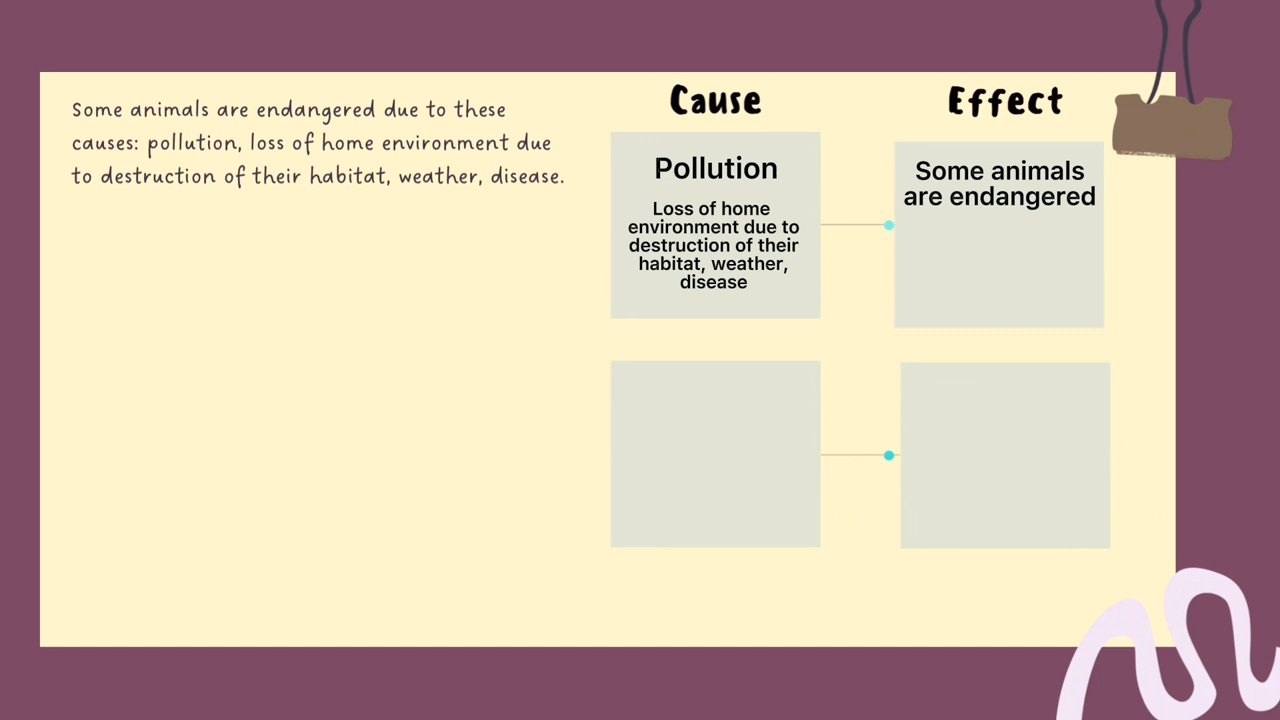 Some animals are endangered due to these
causes: pollution, loss of home environment due
to destruction of their habitat, weather, disease.
Cause
Pollution
Loss of home
environment due to
destruction of their
habitat, weather,
disease
Effect
Some animals
are endangered